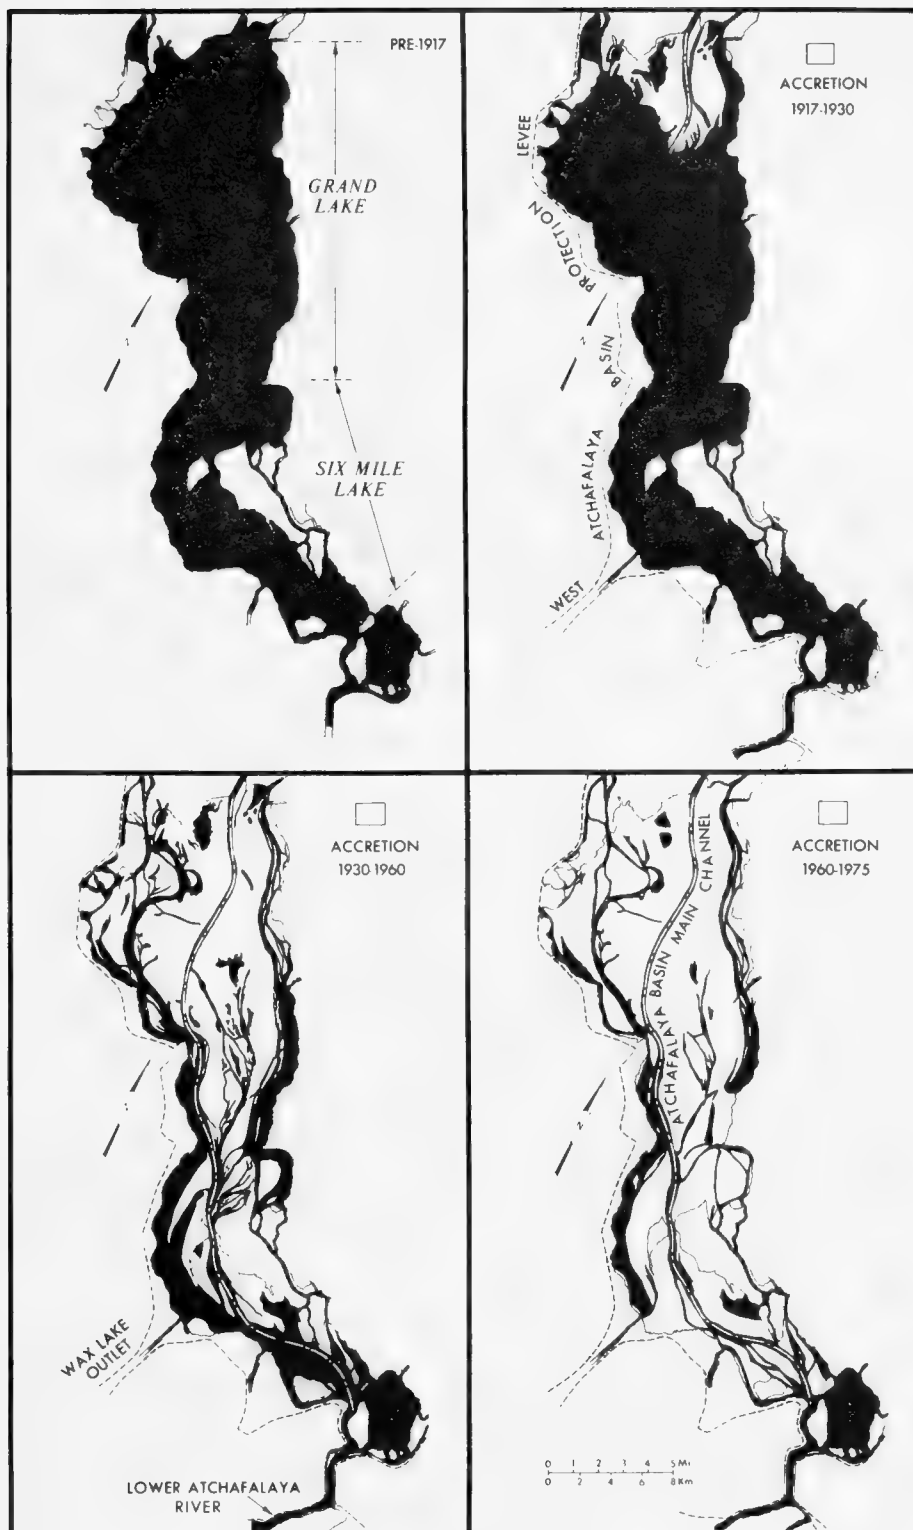 PRE-1917
GRAND
LAKE
SIX MILE
LAKE
ACCRETION
1917-1930
WEST ATCHAFALAYA BASIN PROTECTION LEVEE
ACCRETION
1930-1960
WAX LAKE
OUTLET
LOWER ATCHAFALAYA
RIVER
ACCRETION
1960-1975
ATCHAFALAYA BASIN MAIN CHANNEL
0 1 2 3 4 5 Mi
0 2 4 6 8 Km